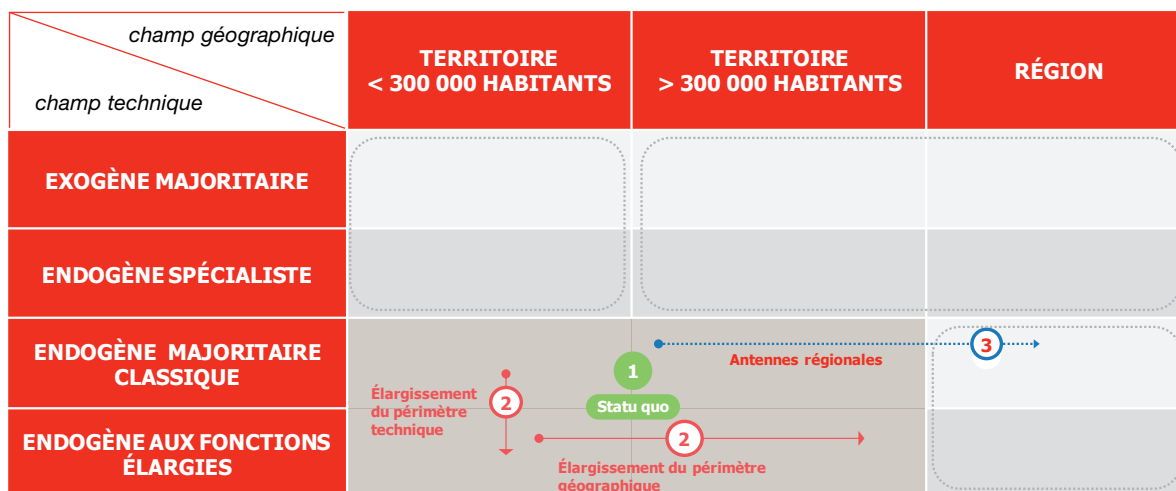 champ géographique
champ technique
TERRITOIRE
< 300 000 HABITANTS
TERRITOIRE
> 300 000 HABITANTS
RÉGION
EXOGÈNE MAJORITAIRE
ENDOGÈNE SPÉCIALISTE
ENDOGÈNE MAJORITAIRE
CLASSIQUE
3
Antennes régionales
1
Statu quo
Élargissement
du périmètre
technique
2
ENDOGÈNE AUX FONCTIONS
ÉLARGIES
2
Élargissement du périmètre
géographique